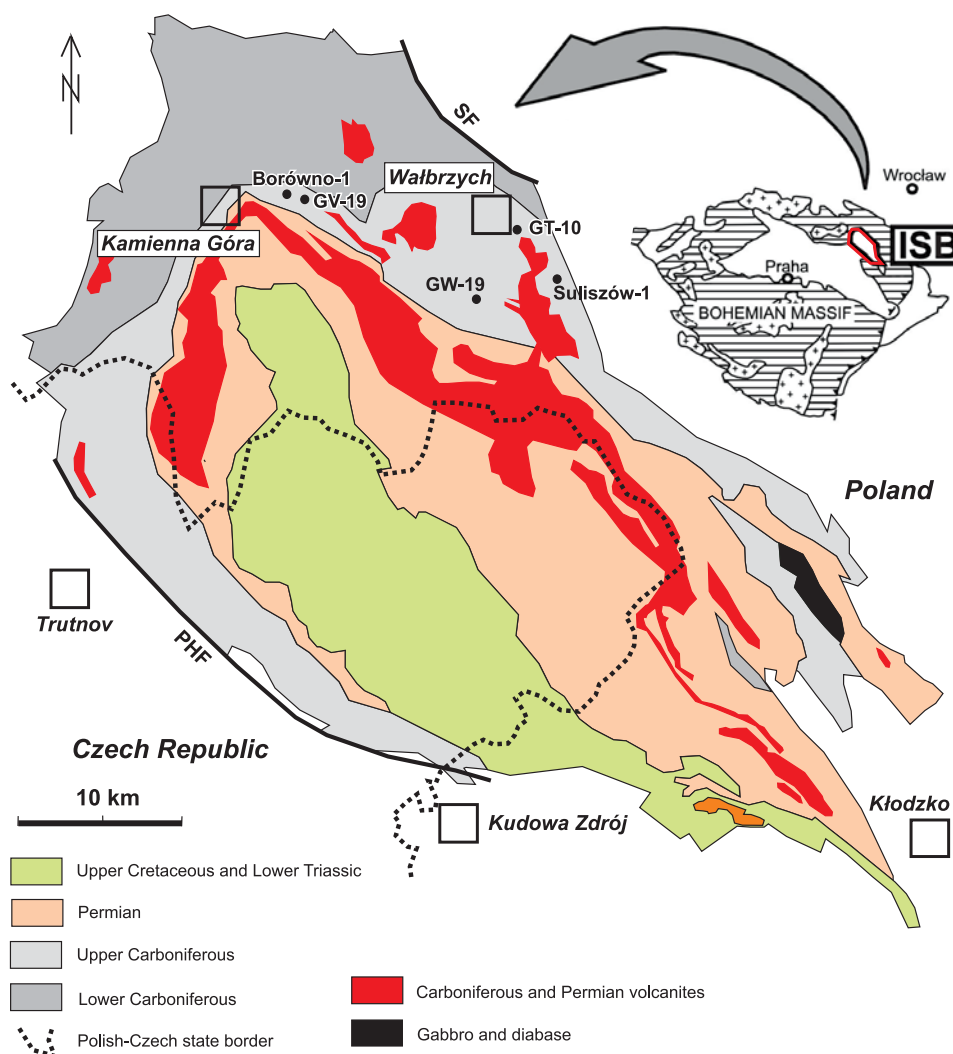 N
SF
Wrocław
Borówno-1
GV-19
Wałbrzych
GT-10
Kamienna Góra
ISB
Praha
GW-19
Suliszów-1
BOHEMIAN MASSIF
Poland
Trutnov
PHF
Czech Republic
10 km
Kudowa Zdrój
Kłodzko
Upper Cretaceous and Lower Triassic
Permian
Upper Carboniferous
Lower Carboniferous
Polish-Czech state border
Carboniferous and Permian volcanites
Gabbro and diabase